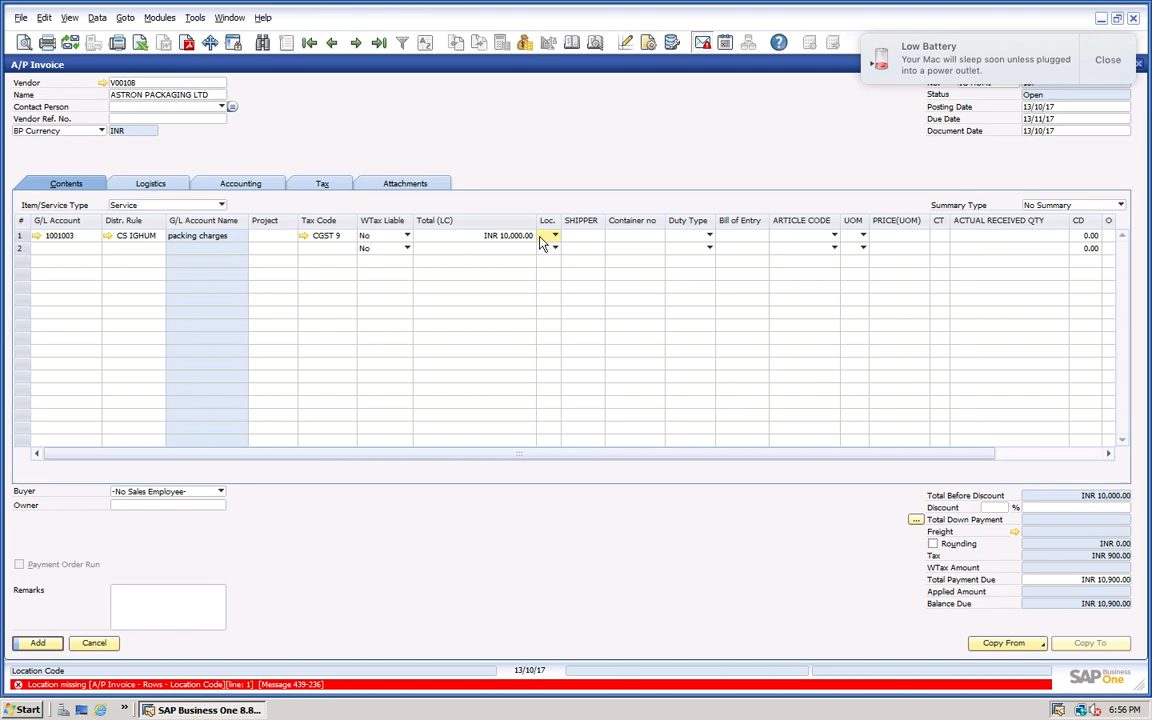 File Edit View Data Goto Modules Tools Window Help
Low Battery
Your Mac will sleep soon unless plugged
into a power outlet.
Close
A/P Invoice
Vendor V00108
Name ASTRON PACKAGING LTD
Contact Person
Vendor Ref. No.
BP Currency INR
Status Open
Posting Date 13/10/17
Due Date 13/11/17
Document Date 13/10/17
Contents Logistics Accounting Tax Attachments
Item/Service Type Service Summary Type No Summary
# G/L Account Distr. Rule G/L Account Name Project Tax Code WTax Liable Total (LC) Loc. SHIPPER Container no Duty Type Bill of Entry ARTICLE CODE UOM PRICE(UOM) CT ACTUAL RECEIVED QTY CD O
1 1001003 CS IGHUM packing charges CGST 9 No INR 10,000.00 0.00
2 No 0.00
Buyer -No Sales Employee-
Owner
Total Before Discount INR 10,000.00
Discount %
... Total Down Payment
Freight
Rounding INR 0.00
Tax INR 900.00
WTax Amount
Total Payment Due INR 10,900.00
Applied Amount
Balance Due INR 10,900.00
Payment Order Run
Remarks
Add Cancel Copy From Copy To
Location Code 13/10/17
Location missing [A/P Invoice - Rows - Location Code][line: 1] [Message 439-236]
SAP Business One
Start SAP Business One 8.8... 6:56 PM